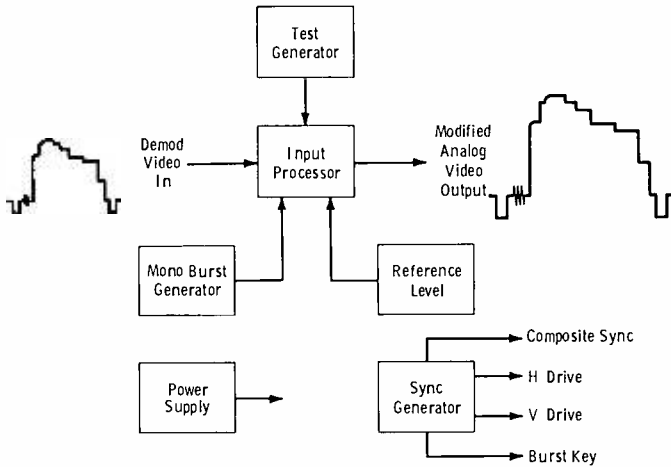 Test
Generator
Demod
Video
In
Input
Processor
Modified
Analog
Video
Output
Mono Burst
Generator
Reference
Level
Power
Supply
Sync
Generator
Composite Sync
H Drive
V Drive
Burst Key